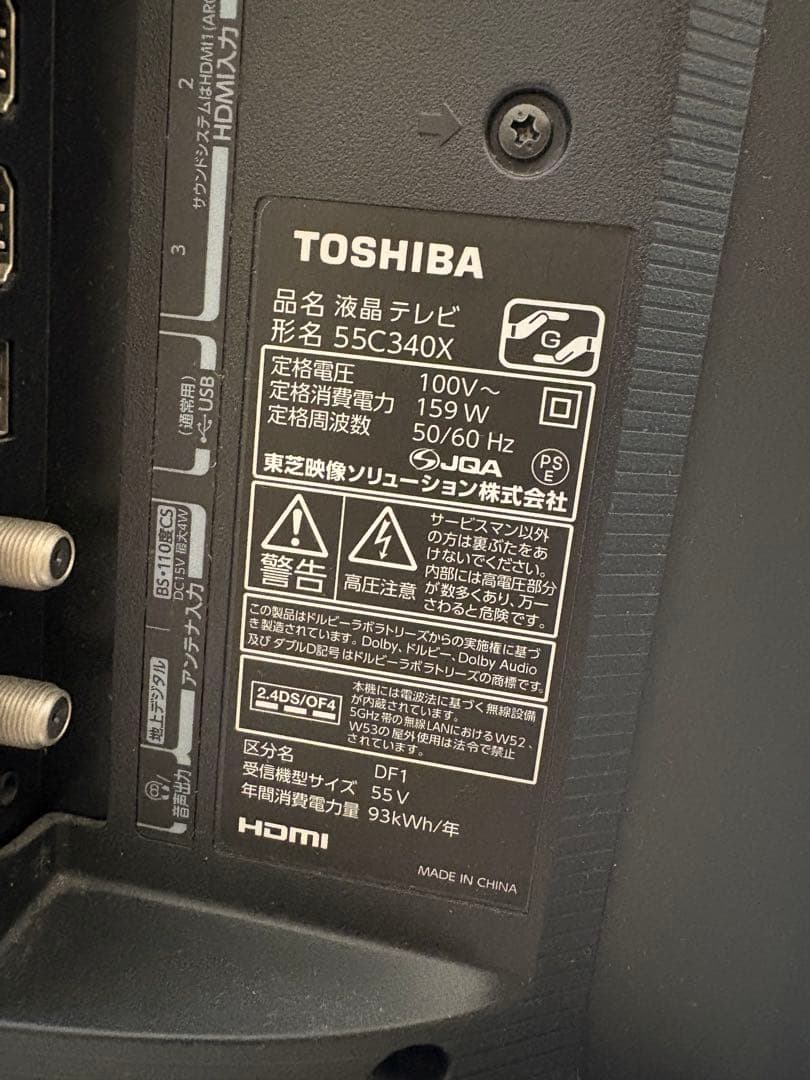 2
サウンドシステムはHDMI1(ARC
HDMI入力
3
(通常用)
USB
BS・110度CS
DC15V 最大4W
アンテナ入力
地上デジタル
音声出力
TOSHIBA
品名 液晶 テレビ
形名 55C340X
G
定格電圧 100V～
定格消費電力 159 W
定格周波数 50/60 Hz
JQA
PS
E
東芝映像ソリューション株式会社
警告
高圧注意
サービスマン以外
の方は裏ぶたをあ
けないでください。
内部には高電圧部分
が数多くあり、万一
さわると危険です。
この製品はドルビーラボラトリーズからの実施権に基づ
き製造されています。Dolby、ドルビー、Dolby Audio
及び ダブルD記号 はドルビーラボラトリーズの商標です。
2.4DS/OF4
本機には電波法に基づく無線設備
が内蔵されています。
5GHz 帯の無線LANにおけるW52、
W53の屋外使用は法令で禁止
されています。
区分名 DF1
受信機型サイズ 55 V
年間消費電力量 93kWh/年
HDMI
MADE IN CHINA